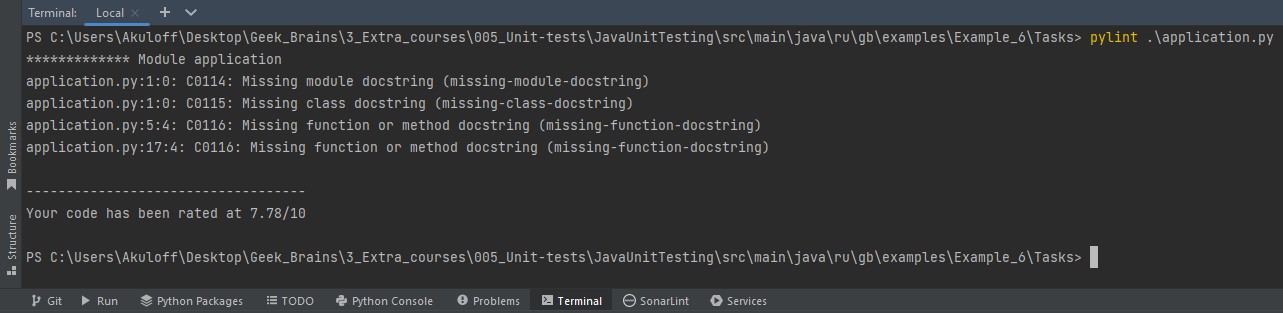 Terminal: Local × + ∨
PS C:\Users\Akuloff\Desktop\Geek_Brains\3_Extra_courses\005_Unit-tests\JavaUnitTesting\src\main\java\ru\gb\examples\Example_6\Tasks> pylint .\application.py
************* Module application
application.py:1:0: C0114: Missing module docstring (missing-module-docstring)
application.py:1:0: C0115: Missing class docstring (missing-class-docstring)
application.py:5:4: C0116: Missing function or method docstring (missing-function-docstring)
application.py:17:4: C0116: Missing function or method docstring (missing-function-docstring)
-----------------------------------
Your code has been rated at 7.78/10
PS C:\Users\Akuloff\Desktop\Geek_Brains\3_Extra_courses\005_Unit-tests\JavaUnitTesting\src\main\java\ru\gb\examples\Example_6\Tasks>
Bookmarks
Structure
Git Run Python Packages TODO Python Console Problems Terminal SonarLint Services